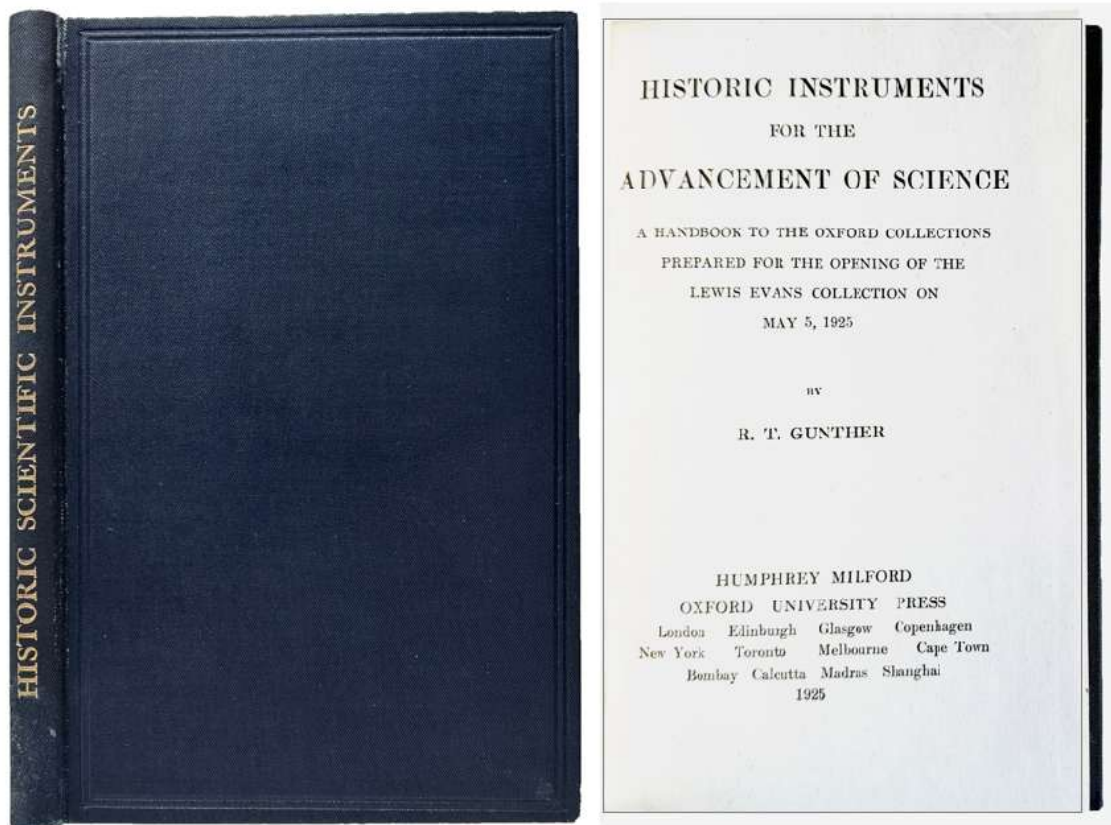 HISTORIC SCIENTIFIC INSTRUMENTS
HISTORIC INSTRUMENTS
FOR THE
ADVANCEMENT OF SCIENCE
A HANDBOOK TO THE OXFORD COLLECTIONS
PREPARED FOR THE OPENING OF THE
LEWIS EVANS COLLECTION ON
MAY 5, 1925
BY
R. T. GUNTHER
HUMPHREY MILFORD
OXFORD UNIVERSITY PRESS
London Edinburgh Glasgow Copenhagen
New York Toronto Melbourne Cape Town
Bombay Calcutta Madras Shanghai
1925